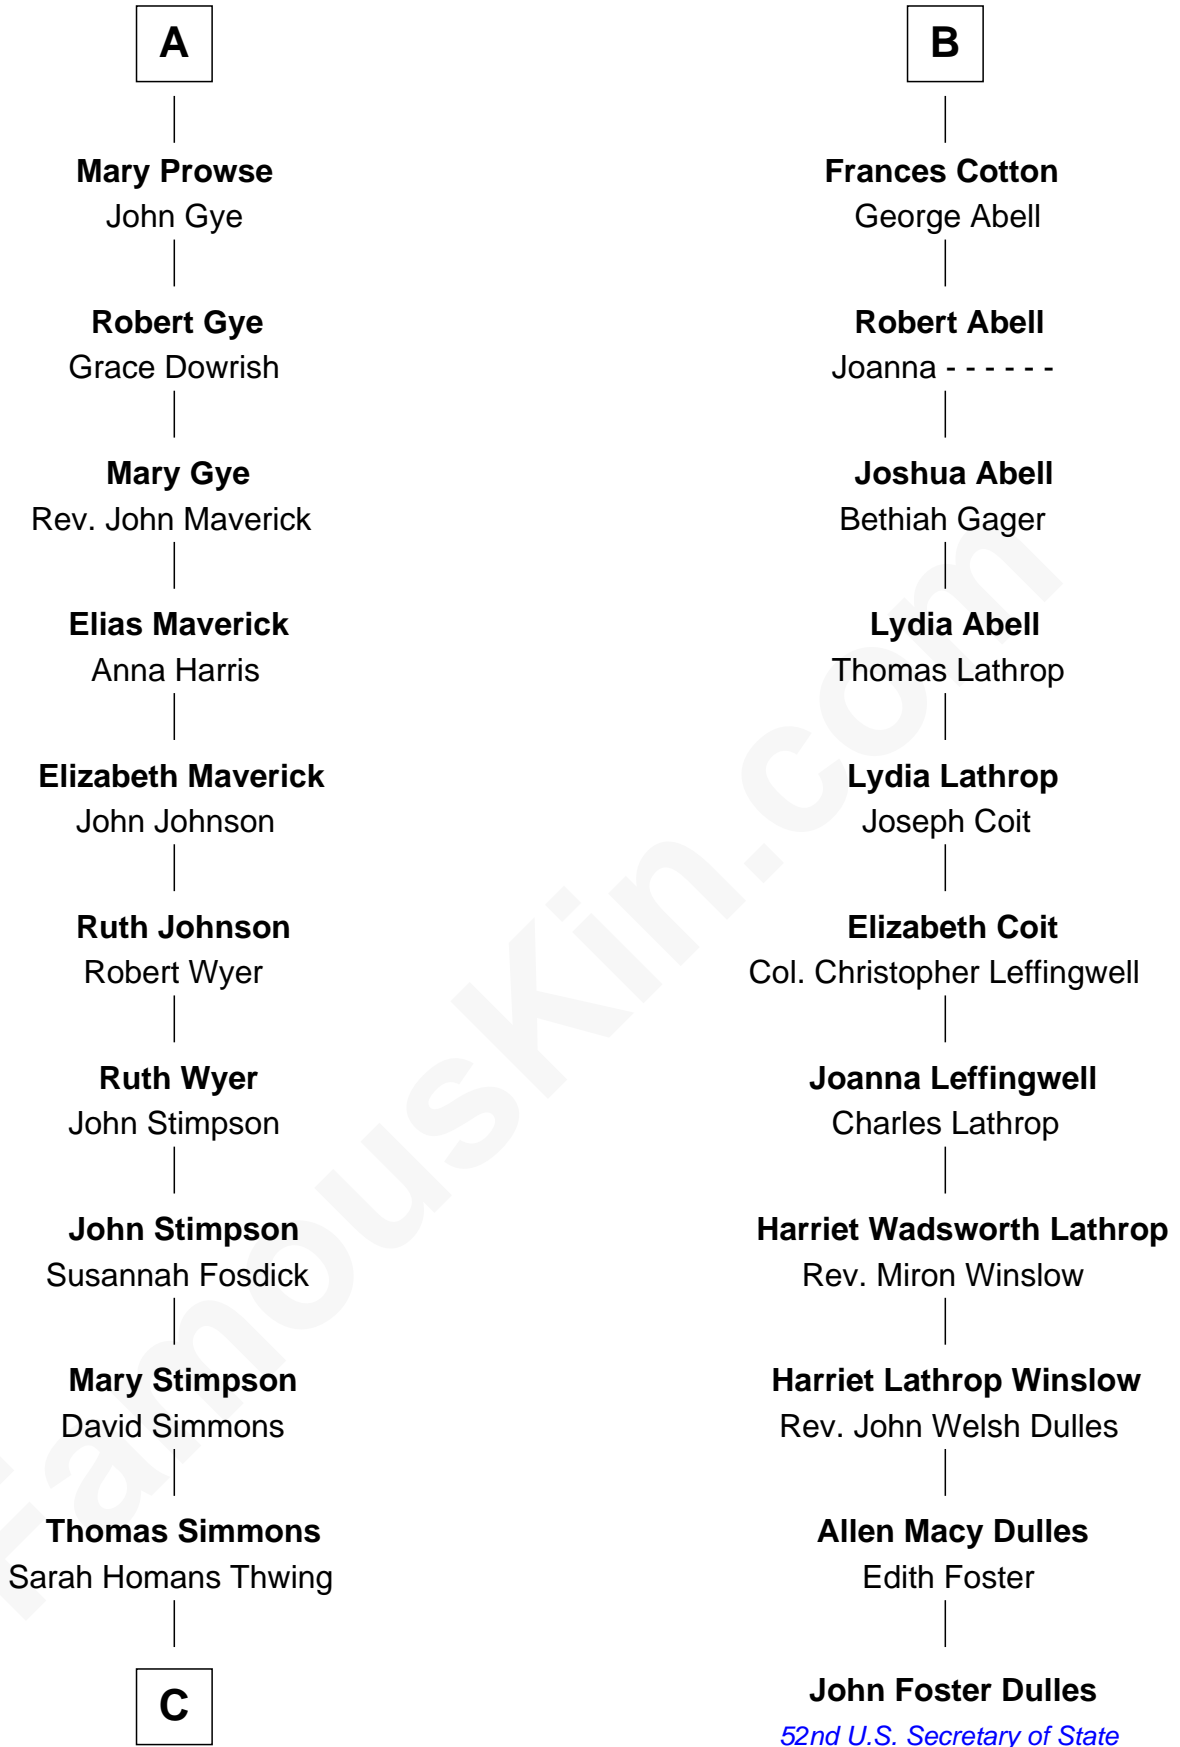 A
Mary Prowse
John Gye
Robert Gye
Grace Dowrish
Mary Gye
Rev. John Maverick
Elias Maverick
Anna Harris
Elizabeth Maverick
John Johnson
Ruth Johnson
Robert Wyer
Ruth Wyer
John Stimpson
John Stimpson
Susannah Fosdick
Mary Stimpson
David Simmons
Thomas Simmons
Sarah Homans Thwing
C
B
Frances Cotton
George Abell
Robert Abell
Joanna - - - - - -
Joshua Abell
Bethiah Gager
Lydia Abell
Thomas Lathrop
Lydia Lathrop
Joseph Coit
Elizabeth Coit
Col. Christopher Leffingwell
Joanna Leffingwell
Charles Lathrop
Harriet Wadsworth Lathrop
Rev. Miron Winslow
Harriet Lathrop Winslow
Rev. John Welsh Dulles
Allen Macy Dulles
Edith Foster
John Foster Dulles
52nd U.S. Secretary of State
FamousKin.com